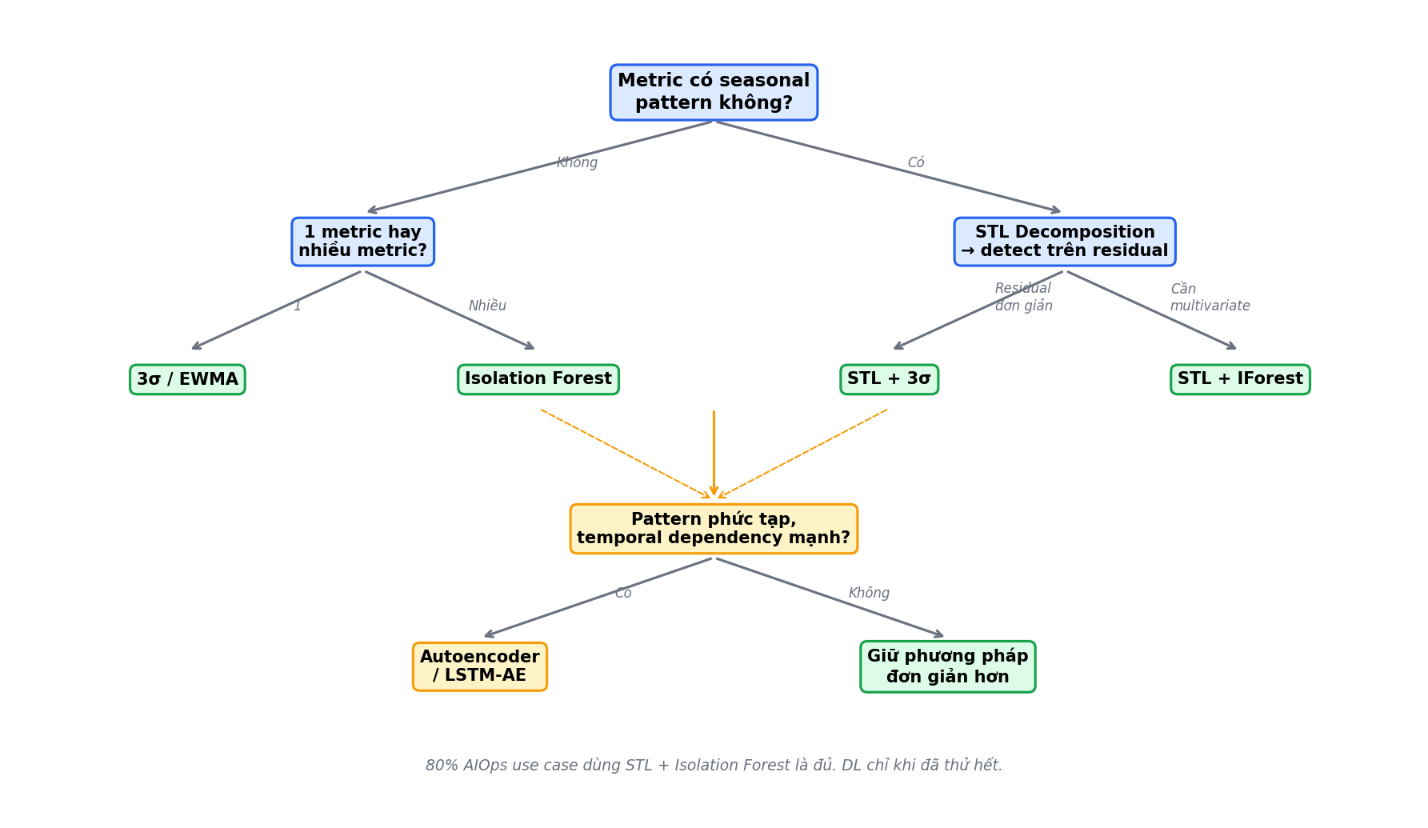 Metric có seasonal
pattern không?
Không
Có
1 metric hay
nhiều metric?
STL Decomposition
→ detect trên residual
1
Nhiều
Residual
đơn giản
Cần
multivariate
3σ / EWMA
Isolation Forest
STL + 3σ
STL + IForest
Pattern phức tạp,
temporal dependency mạnh?
Có
Không
Autoencoder
/ LSTM-AE
Giữ phương pháp
đơn giản hơn
80% AIOps use case dùng STL + Isolation Forest là đủ. DL chỉ khi đã thử hết.